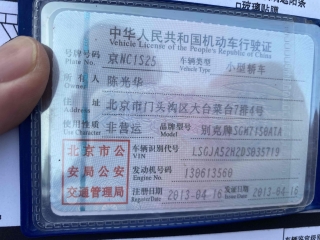 中华人民共和国机动车行驶证
Vehicle License of the People's Republic of China
号牌号码 京NC1S25 车辆类型 小型轿车
Plate No. Vehicle Type
所有人 陈光华
Owner
住址 北京市门头沟区大台菜台7排4号
Address
使用性质 非营运 品牌型号 别克牌SGM7150ATA
Use Character Model
北京市公安局公安交通管理局
车辆识别代号 LSGJA52H2DS035719
VIN
发动机号码 130613560
Engine No.
注册日期 2013-04-16 发证日期 2013-04-16
Register Date Issue Date